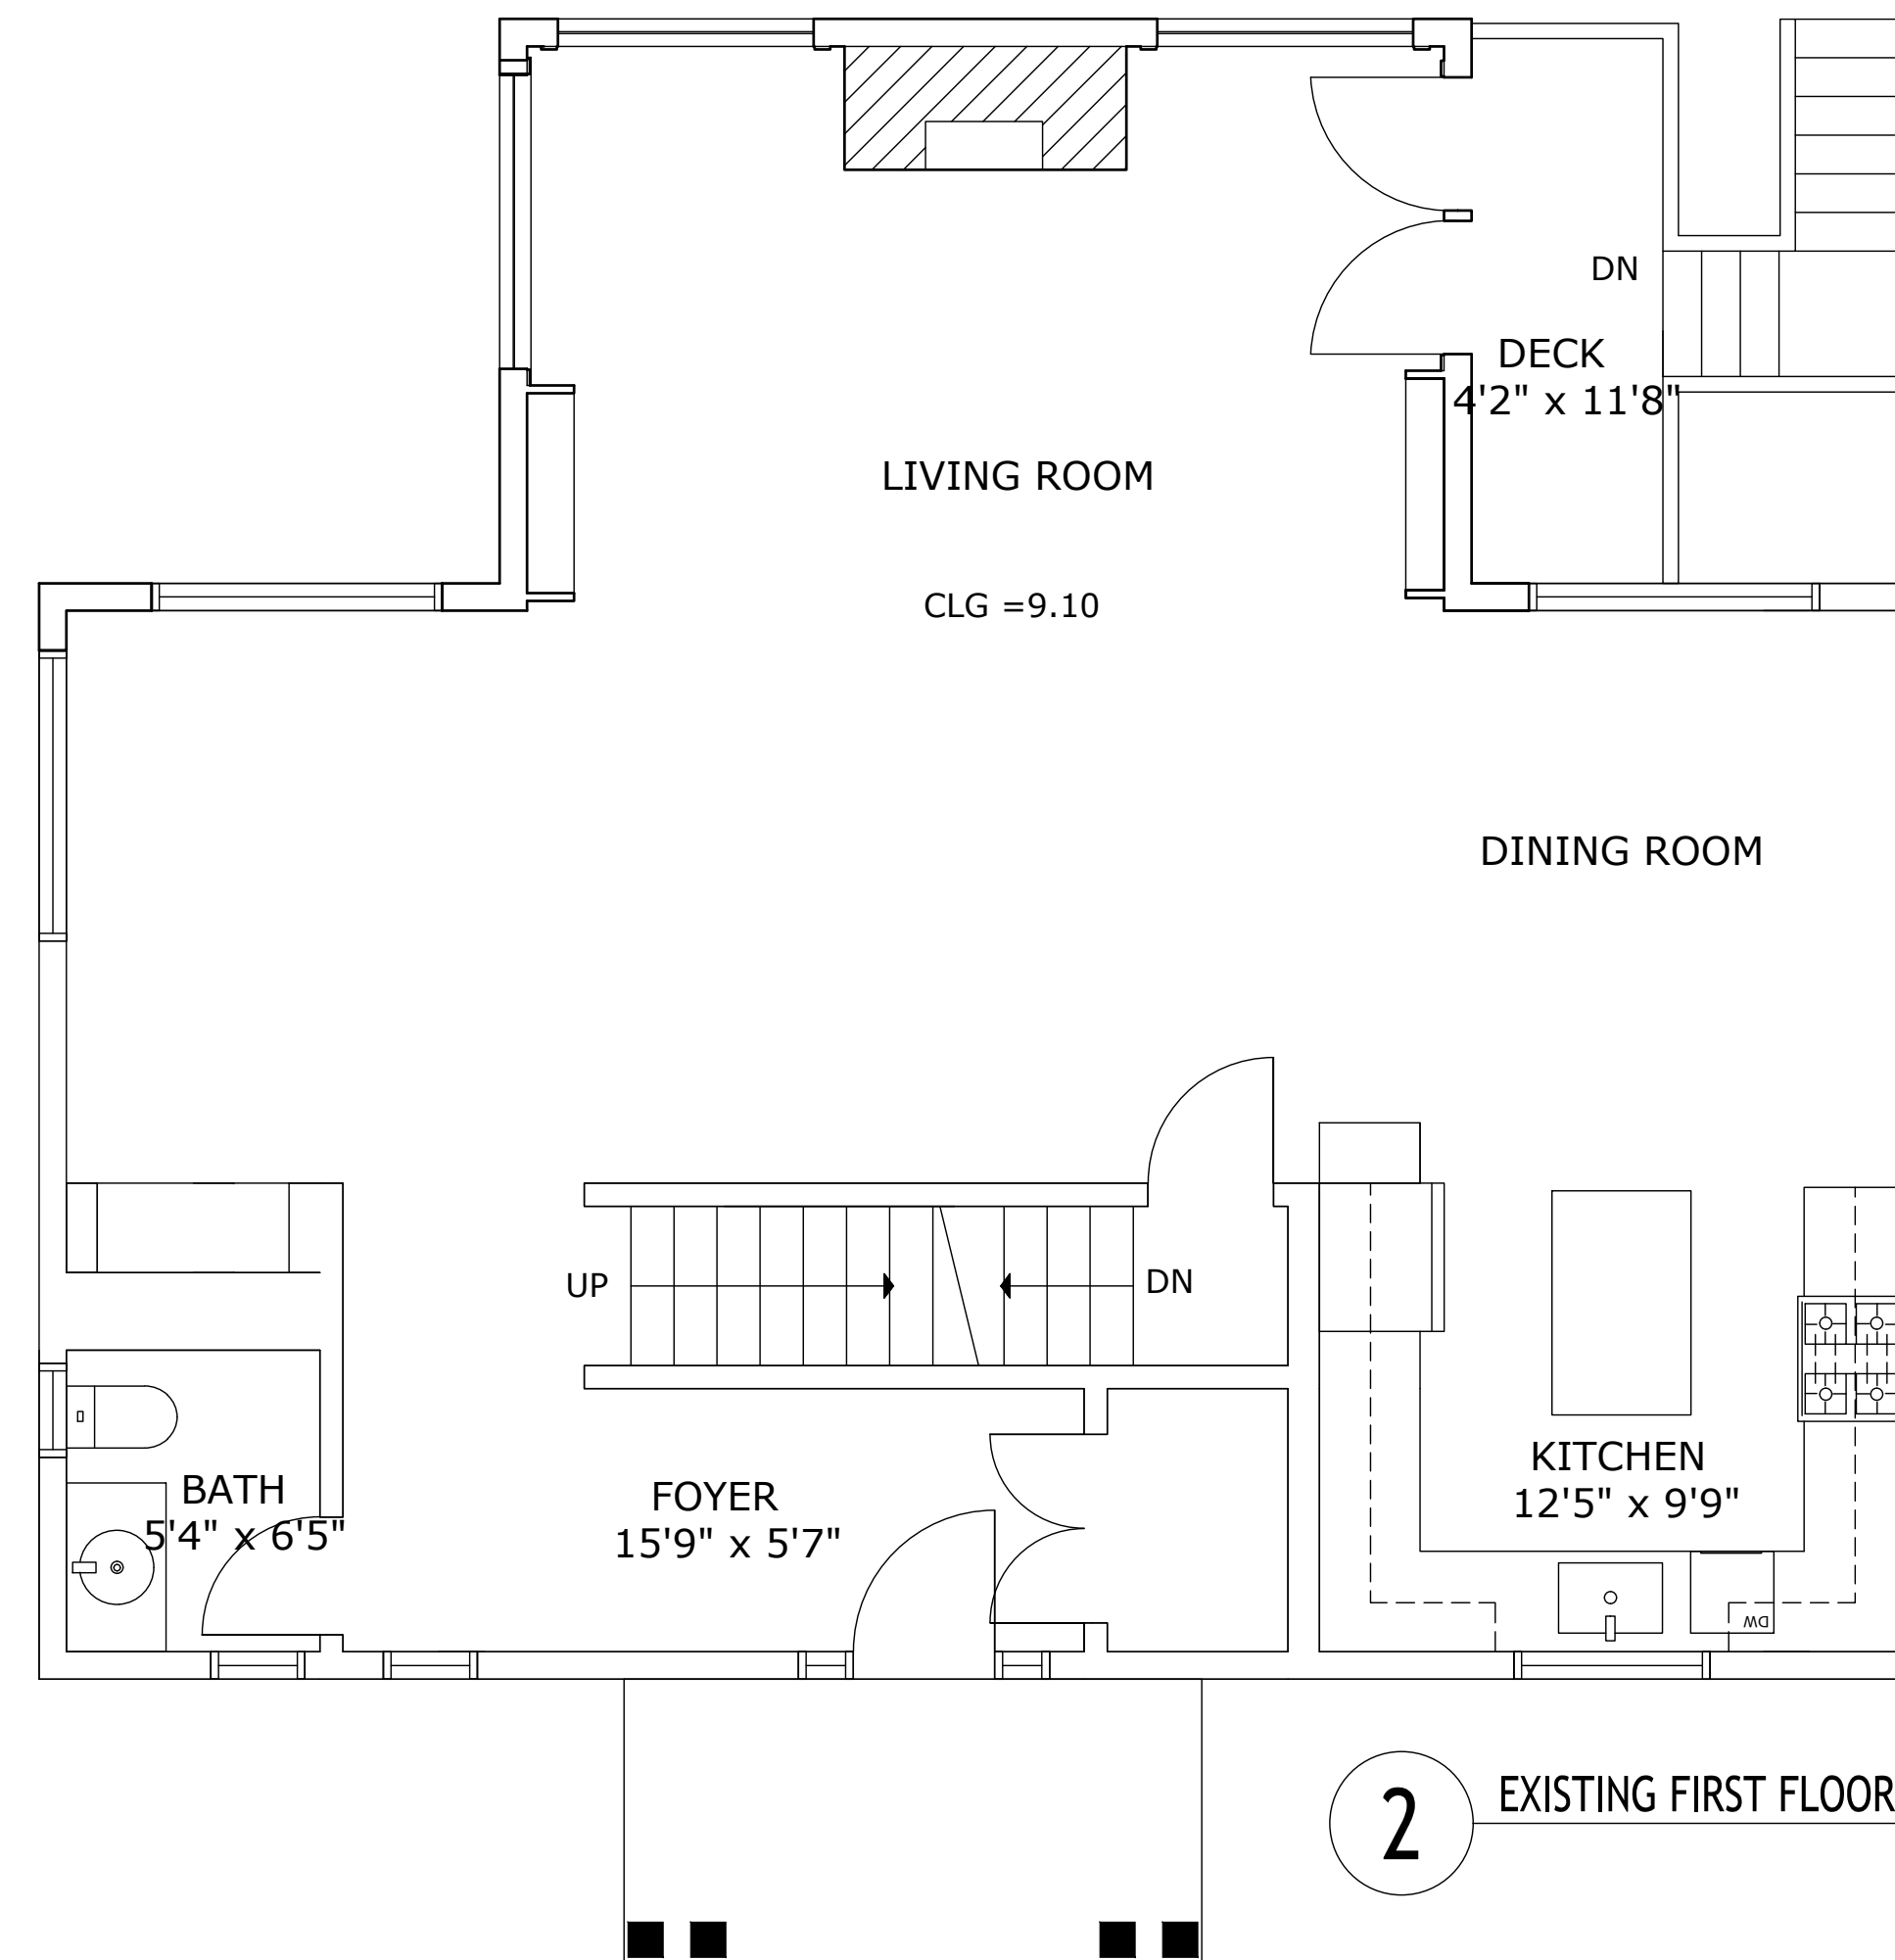 DN
DECK
4'2" x 11'8"
LIVING ROOM
CLG =9.10
DINING ROOM
UP
DN
BATH
5'4" x 6'5"
FOYER
15'9" x 5'7"
KITCHEN
12'5" x 9'9"
DW
2
EXISTING FIRST FLOOR